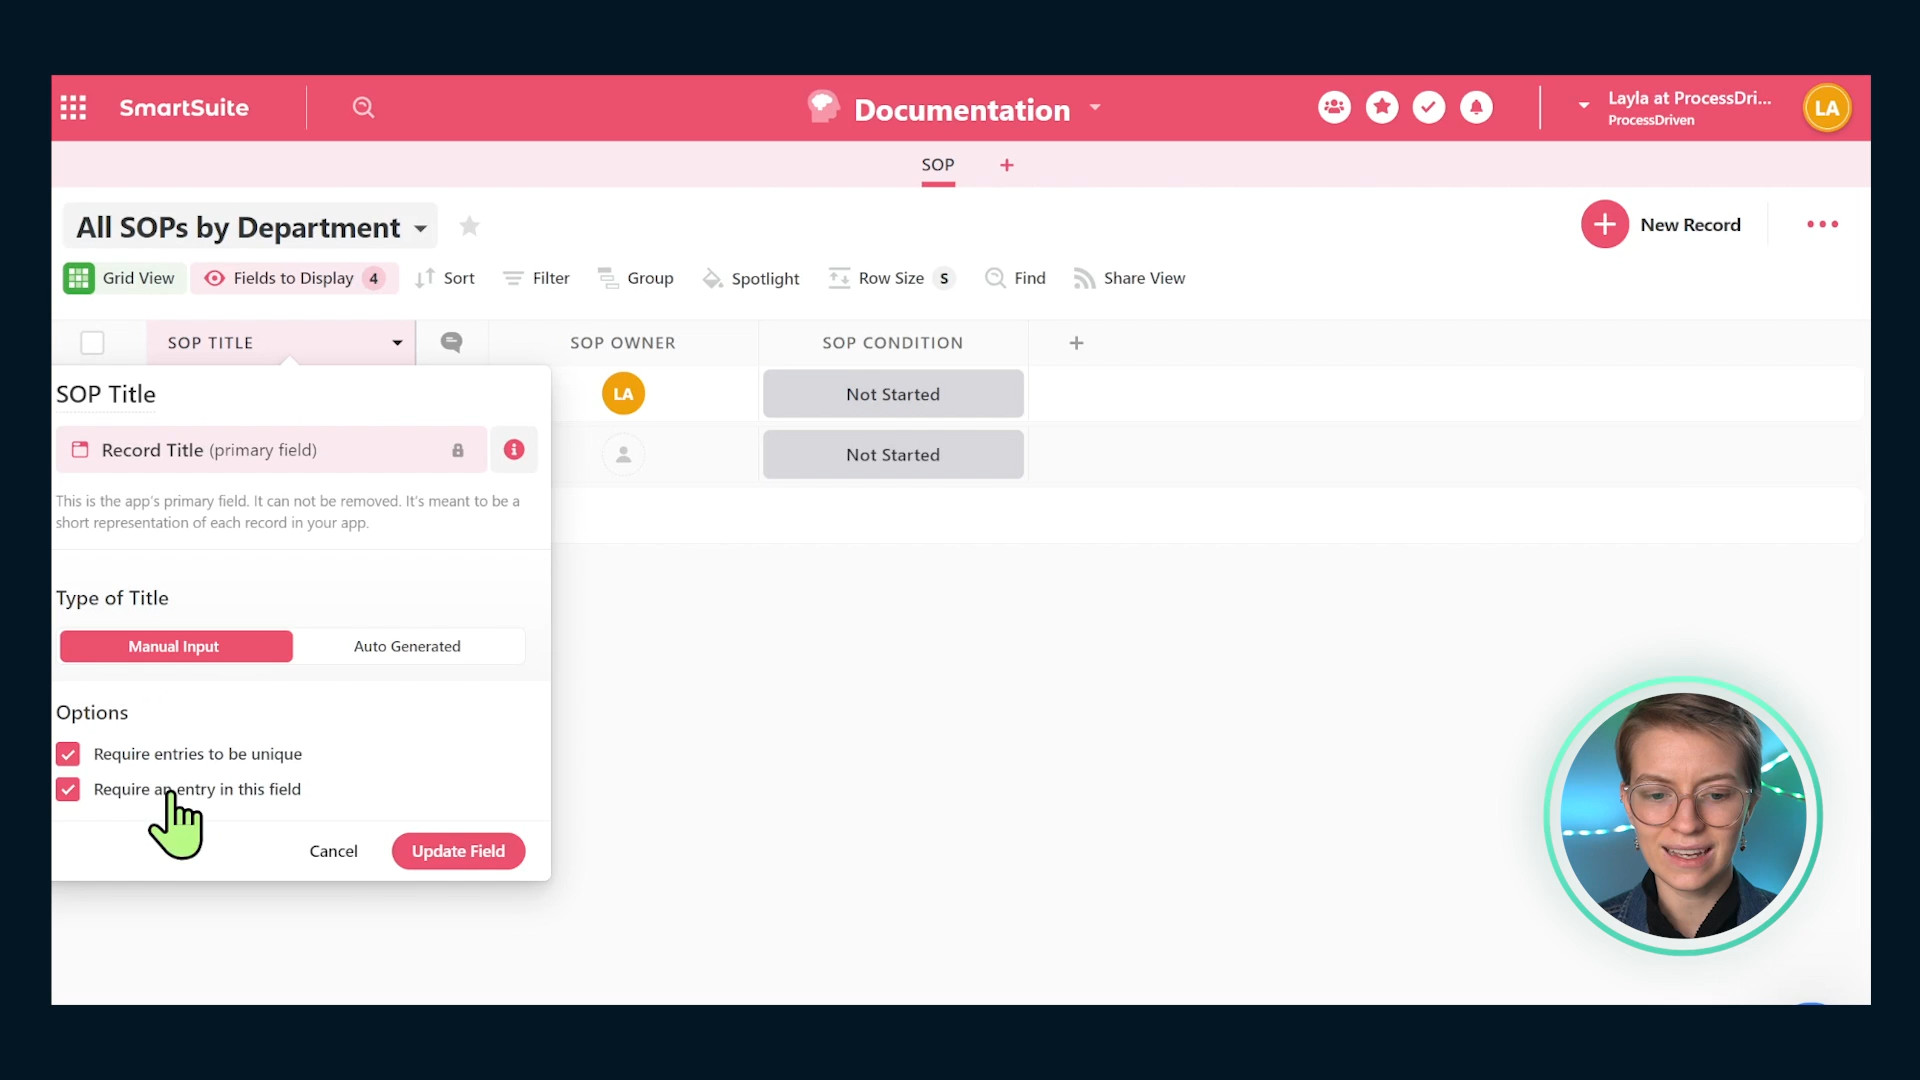 SmartSuite
Documentation
Layla at ProcessDri...
ProcessDriven
LA
SOP
+
All SOPs by Department
New Record
Grid View
Fields to Display 4
Sort
Filter
Group
Spotlight
Row Size S
Find
Share View
SOP TITLE
SOP OWNER
SOP CONDITION
+
SOP Title
LA
Not Started
Record Title (primary field)
Not Started
This is the app's primary field. It can not be removed. It's meant to be a
short representation of each record in your app.
Type of Title
Manual Input
Auto Generated
Options
Require entries to be unique
Require an entry in this field
Cancel
Update Field